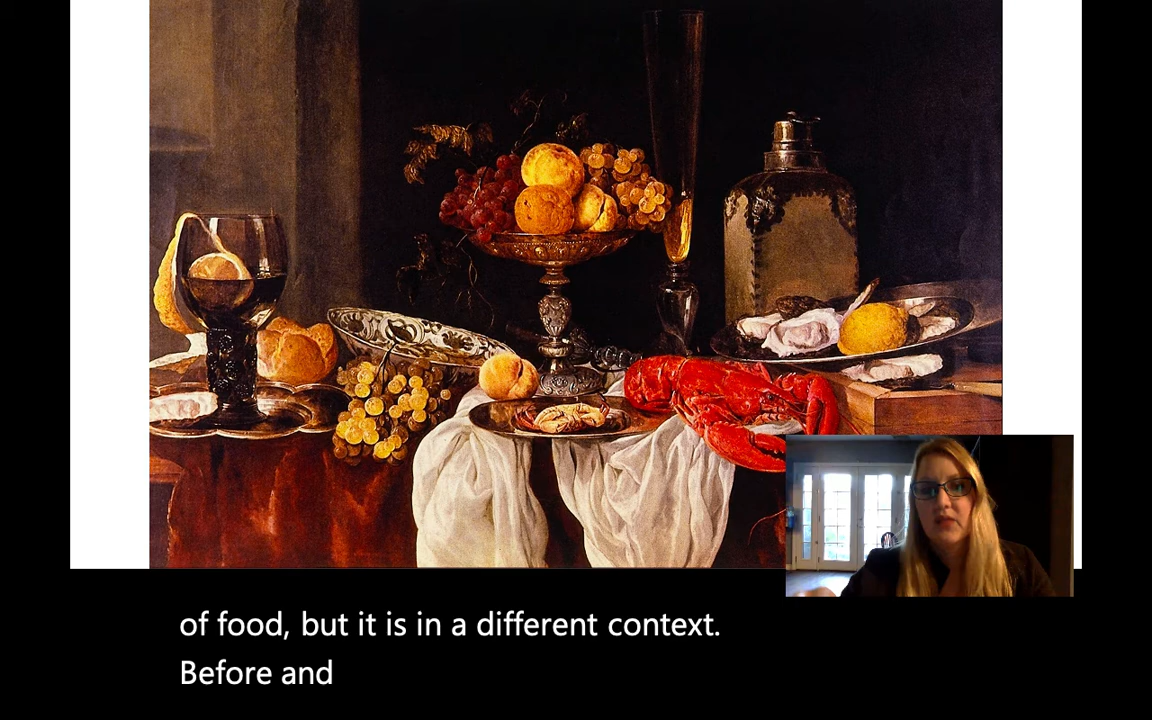 of food, but it is in a different context.
Before and